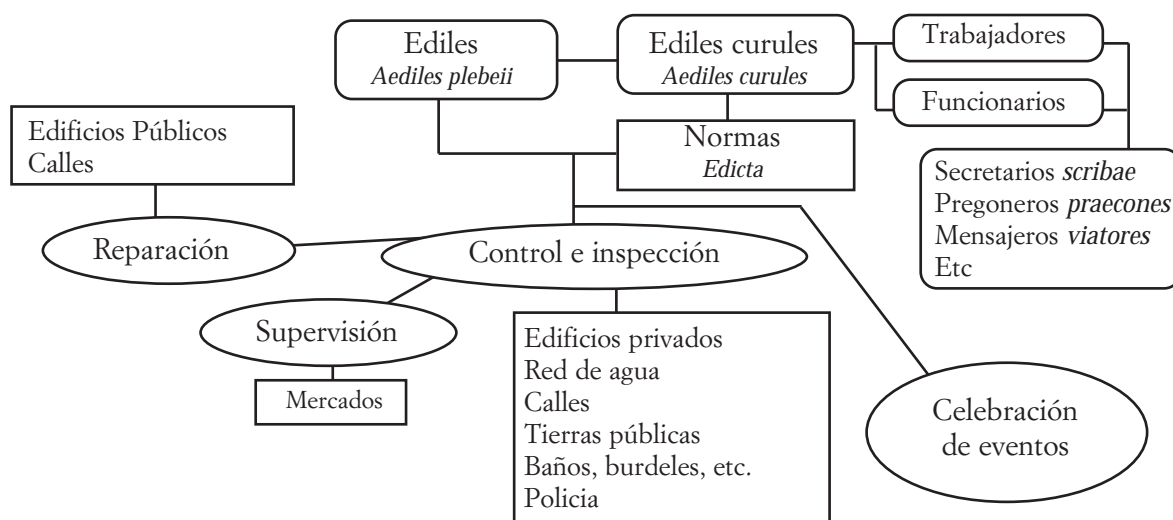 Ediles
Aediles plebeii
Ediles curules
Aediles curules
Trabajadores
Funcionarios
Edificios Públicos
Calles
Normas
Edicta
Secretarios scribae
Pregoneros praecones
Mensajeros viatores
Etc
Reparación
Control e inspección
Supervisión
Mercados
Edificios privados
Red de agua
Calles
Tierras públicas
Baños, burdeles, etc.
Policia
Celebración
de eventos